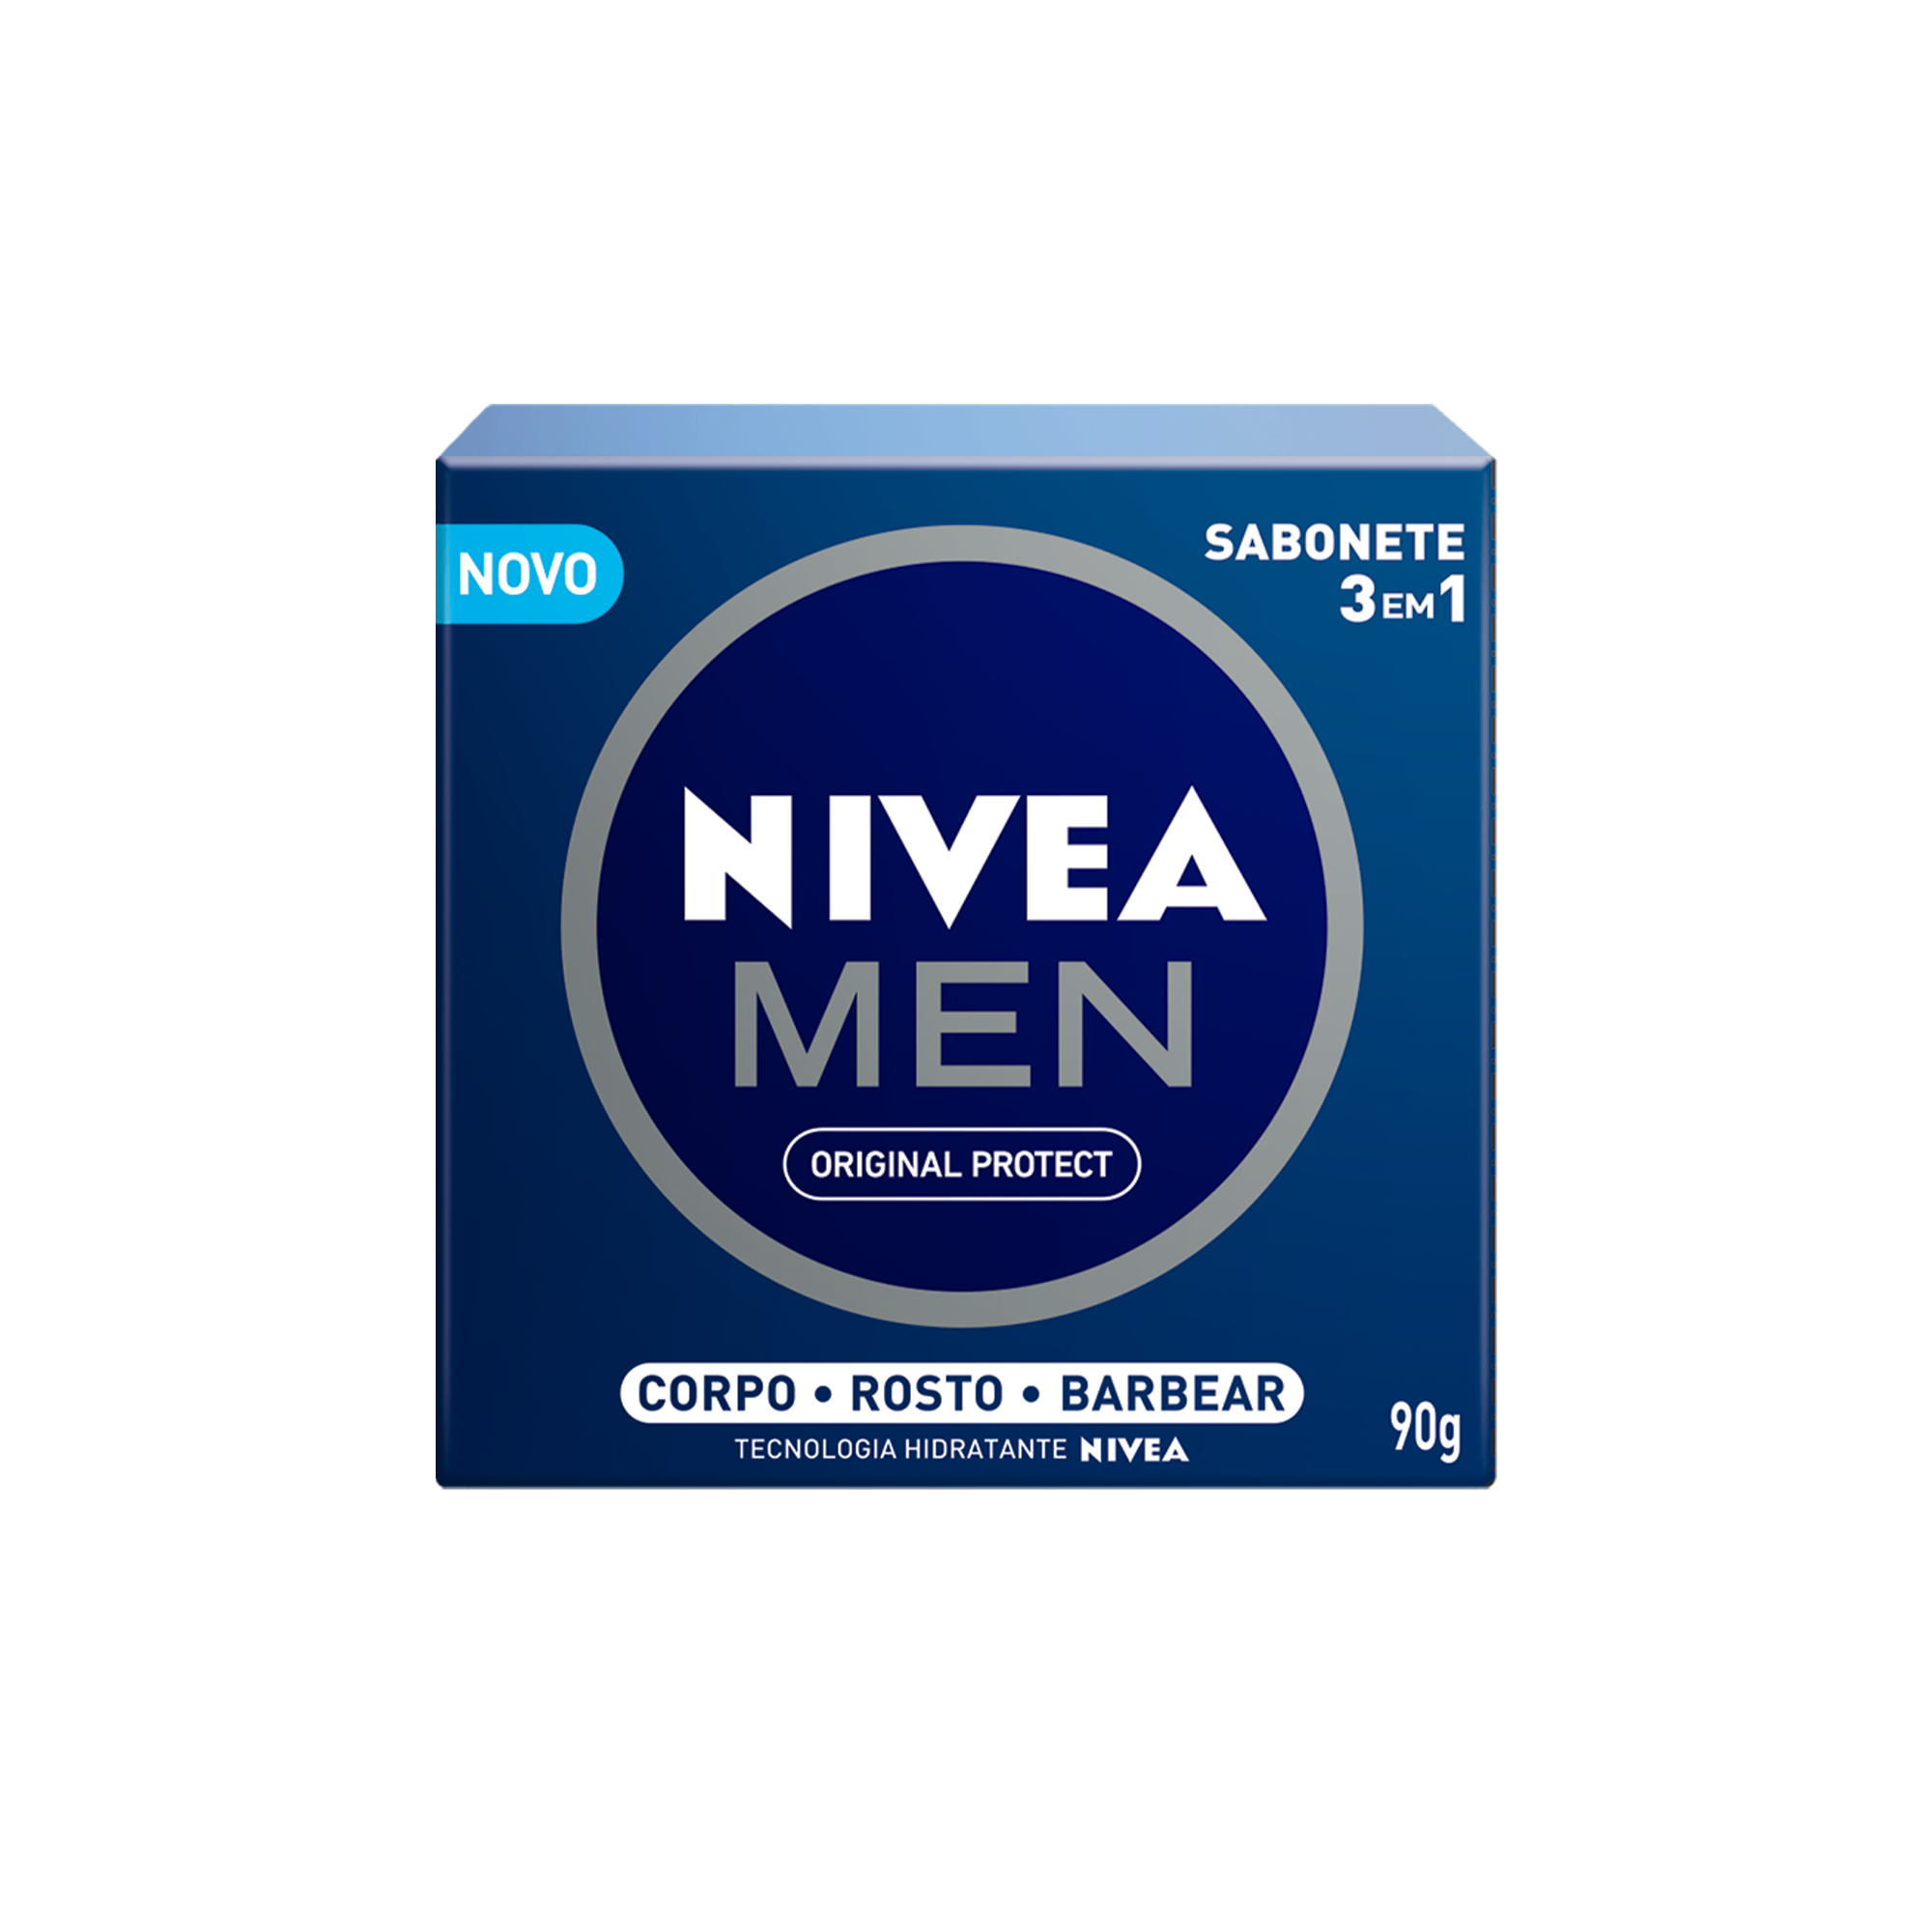 NOVO
SABONETE
3 EM 1
NIVEA
MEN
ORIGINAL PROTECT
CORPO • ROSTO • BARBEAR
TECNOLOGIA HIDRATANTE NIVEA
90g